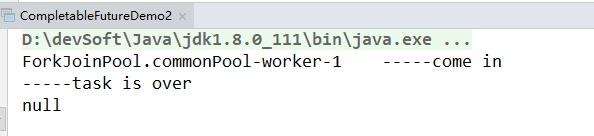 CompletableFutureDemo2 ×
D:\devSoft\Java\jdk1.8.0_111\bin\java.exe ...
ForkJoinPool.commonPool-worker-1    -----come in
-----task is over
null